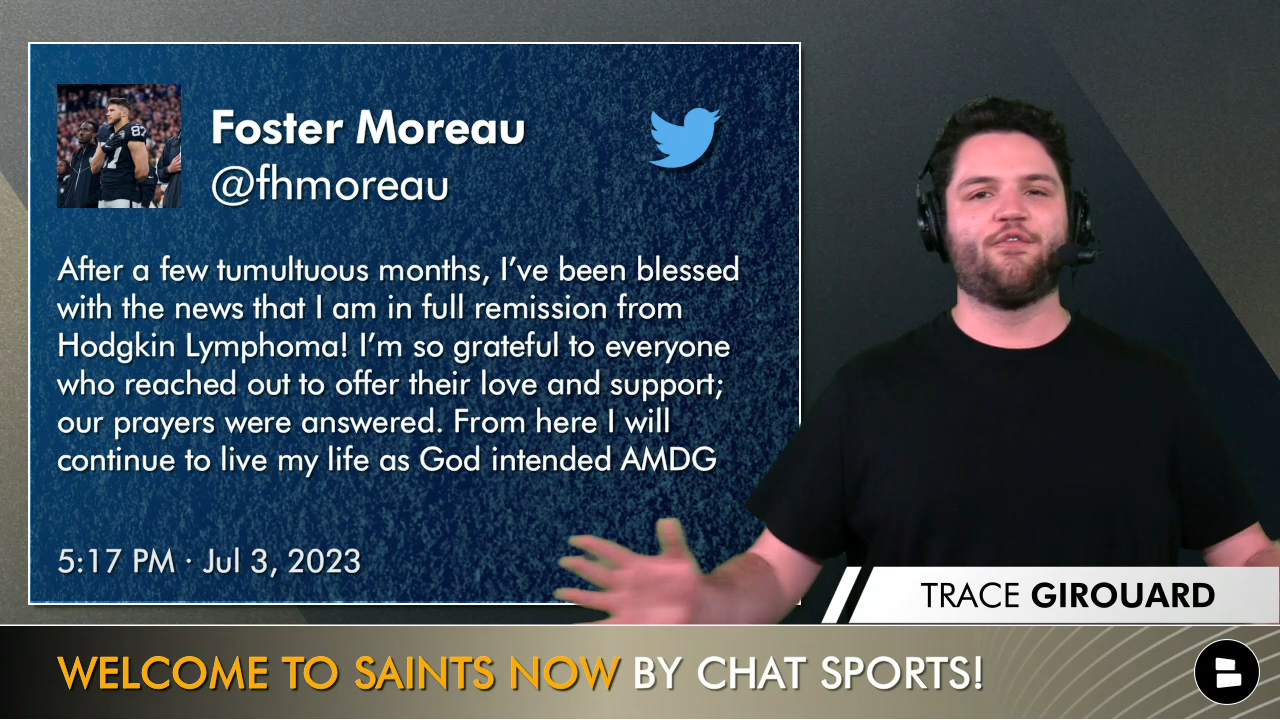 Foster Moreau
@fhmoreau
After a few tumultuous months, I’ve been blessed
with the news that I am in full remission from
Hodgkin Lymphoma! I’m so grateful to everyone
who reached out to offer their love and support;
our prayers were answered. From here I will
continue to live my life as God intended AMDG
5:17 PM · Jul 3, 2023
TRACE GIROUARD
WELCOME TO SAINTS NOW BY CHAT SPORTS!
87